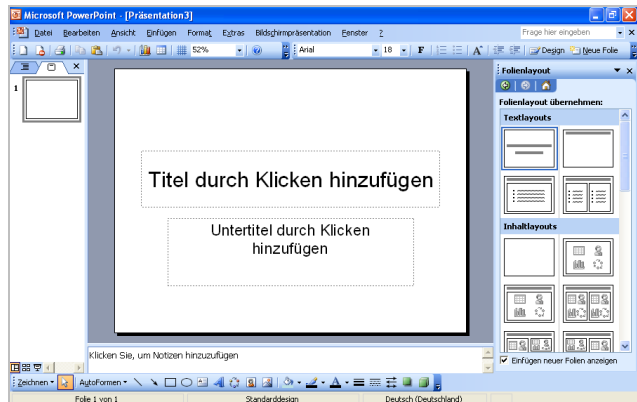 Microsoft PowerPoint - [Präsentation3]
Datei Bearbeiten Ansicht Einfügen Format Extras Bildschirmpräsentation Fenster ? Frage hier eingeben
52% Arial 18 F A Design Neue Folie
Folienlayout
1
Folienlayout übernehmen:
Textlayouts
Titel durch Klicken hinzufügen
Untertitel durch Klicken
hinzufügen
Inhaltlayouts
Klicken Sie, um Notizen hinzuzufügen
Einfügen neuer Folien anzeigen
Zeichnen AutoFormen A
Folie 1 von 1 Standarddesign Deutsch (Deutschland)